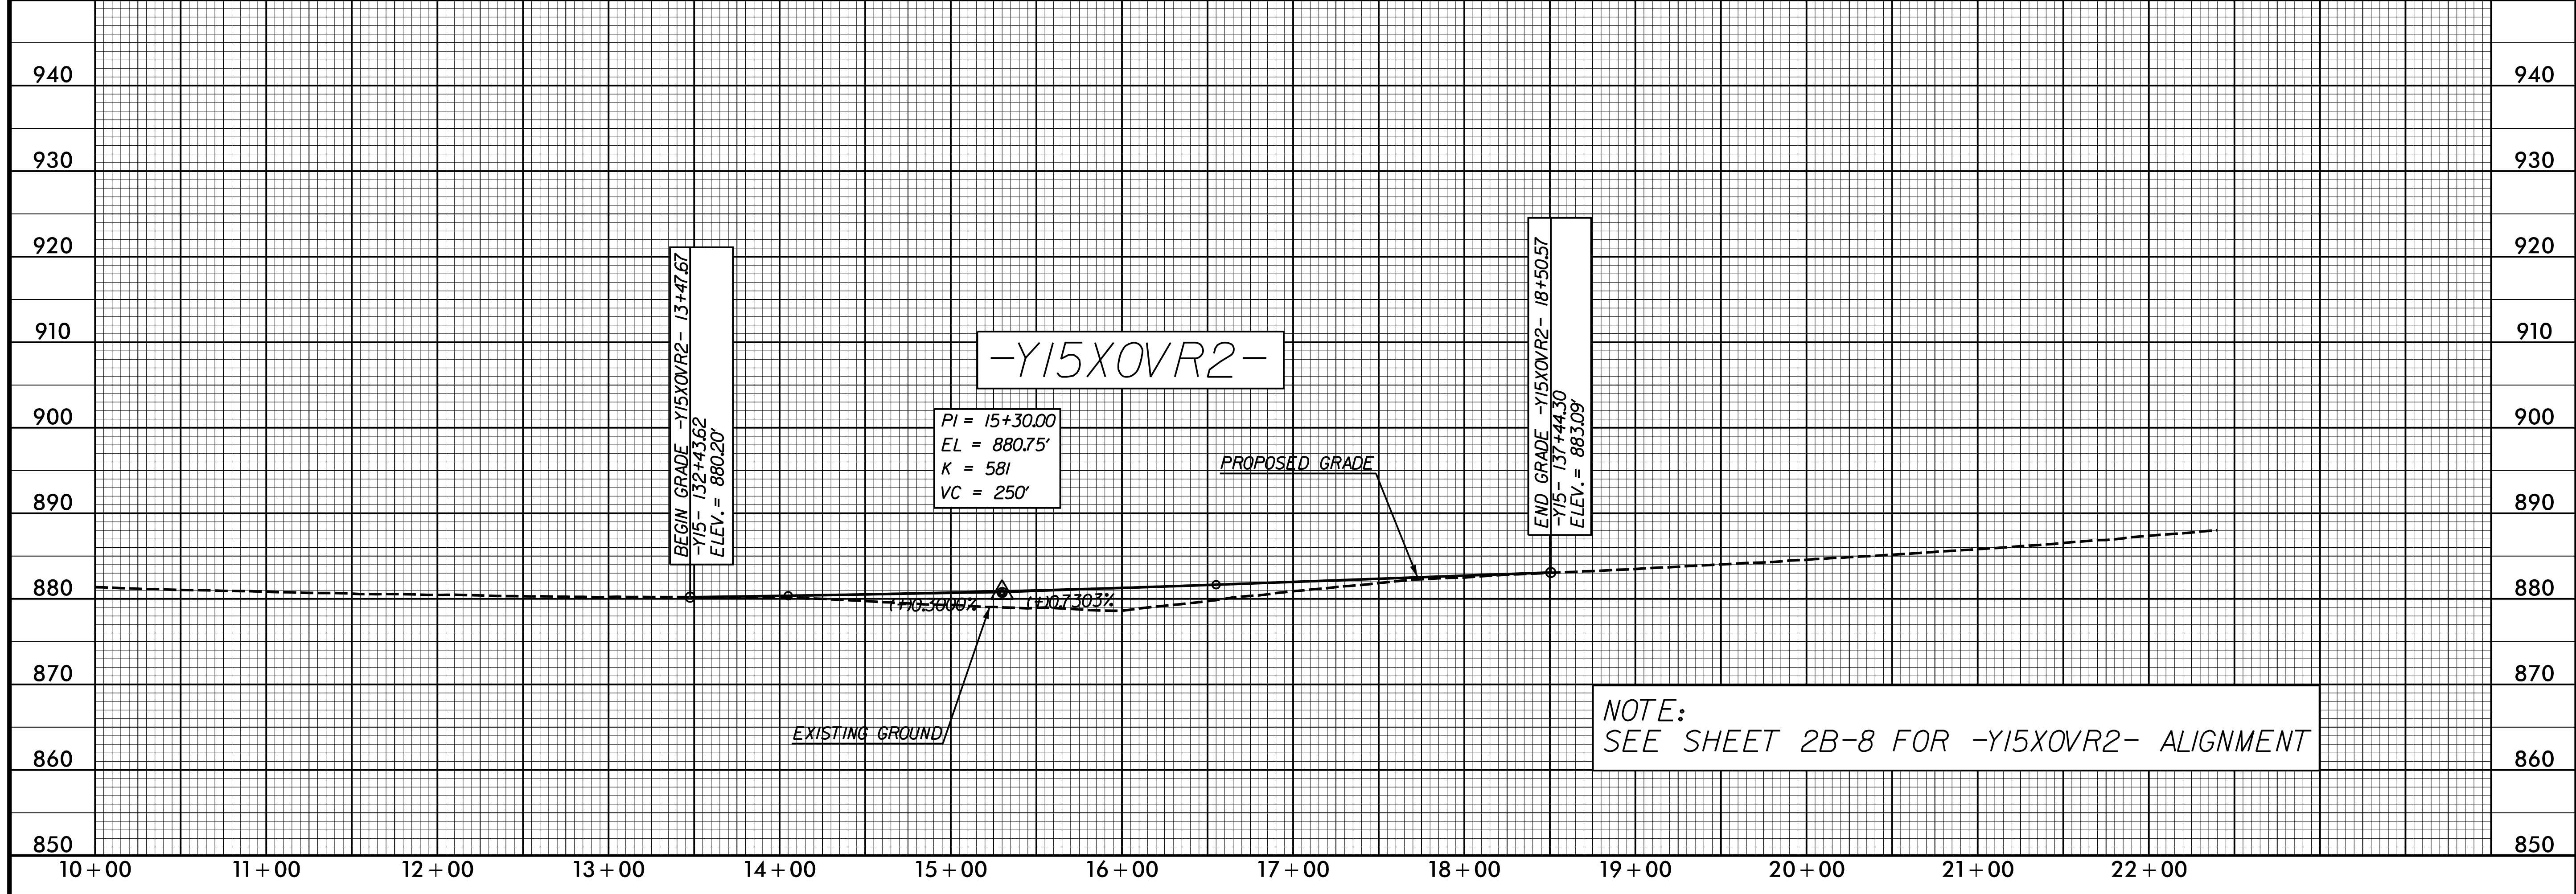 940
940
930
930
920
920
910
910
900
900
890
890
880
880
870
870
860
860
850
850
BEGIN GRADE -Y15XOVR2- 13+47.67
-Y15- 132+43.62
ELEV. = 880.20'
-Y15XOVR2-
PI = 15+30.00
EL = 880.75'
K = 581
VC = 250'
PROPOSED GRADE
END GRADE -Y15XOVR2- 18+50.57
-Y15- 137+44.30
ELEV. = 883.09'
(+)0.3000%
(+)0.7303%
EXISTING GROUND
NOTE:
SEE SHEET 2B-8 FOR -Y15XOVR2- ALIGNMENT
10+00
11+00
12+00
13+00
14+00
15+00
16+00
17+00
18+00
19+00
20+00
21+00
22+00